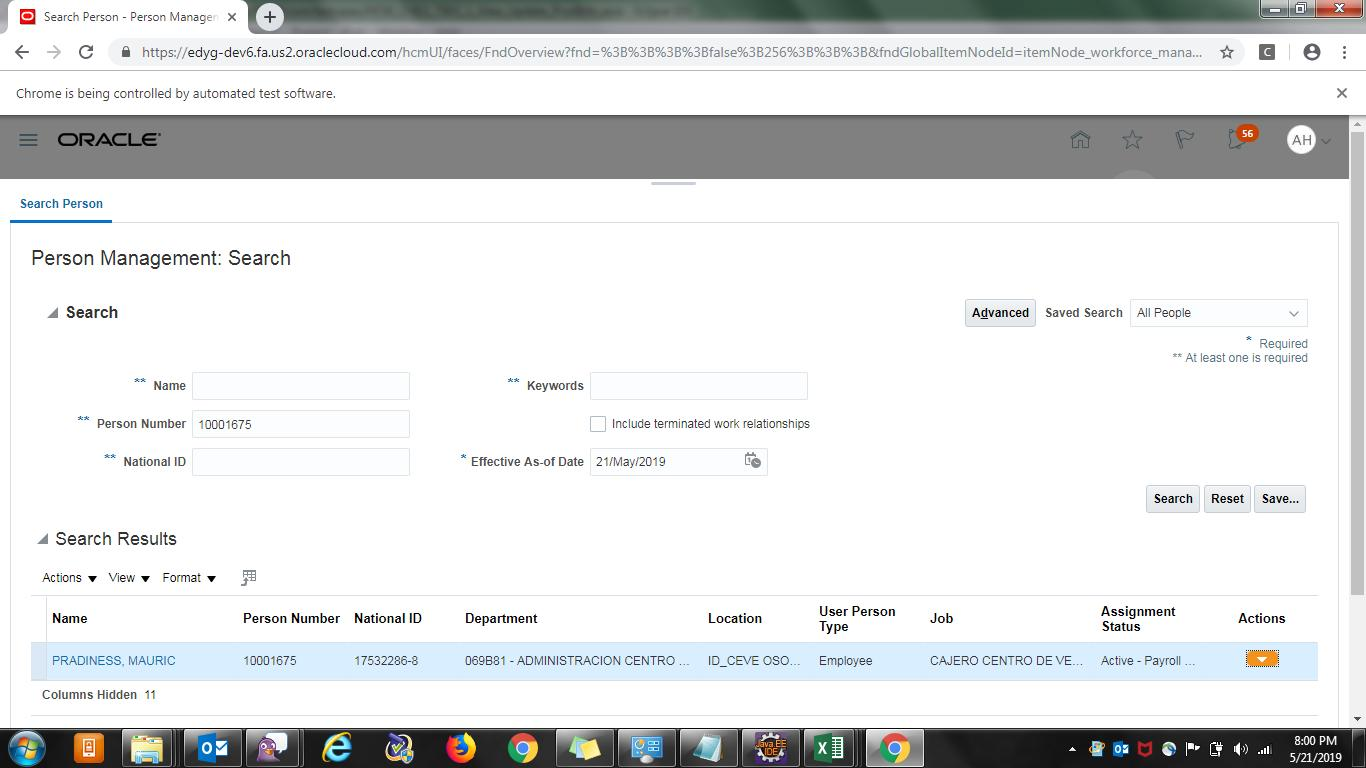 Search Person - Person Managem
https://edyg-dev6.fa.us2.oraclecloud.com/hcmUI/faces/FndOverview?fnd=%3B%3B%3B%3Bfalse%3B256%3B%3B%3B&fndGlobalItemNodeId=itemNode_workforce_mana...
C
Chrome is being controlled by automated test software.
ORACLE
56
AH
Search Person
Person Management: Search
Search
Advanced Saved Search All People
* Required
** At least one is required
** Name
** Keywords
** Person Number 10001675
Include terminated work relationships
** National ID
* Effective As-of Date 21/May/2019
Search Reset Save...
Search Results
Actions View Format
Name Person Number National ID Department Location User Person Type Job Assignment Status Actions
PRADINESS, MAURIC 10001675 17532286-8 069B81 - ADMINISTRACION CENTRO ... ID_CEVE OSO... Employee CAJERO CENTRO DE VE... Active - Payroll ...
Columns Hidden 11
Java EE
IDE
8:00 PM
5/21/2019